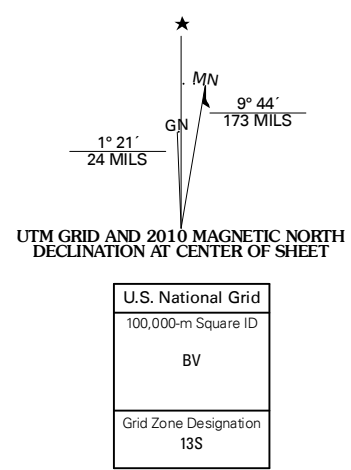 ★
MN
9° 44´
173 MILS
GN
1° 21´
24 MILS
UTM GRID AND 2010 MAGNETIC NORTH
DECLINATION AT CENTER OF SHEET
U.S. National Grid
100,000-m Square ID
BV
Grid Zone Designation
13S